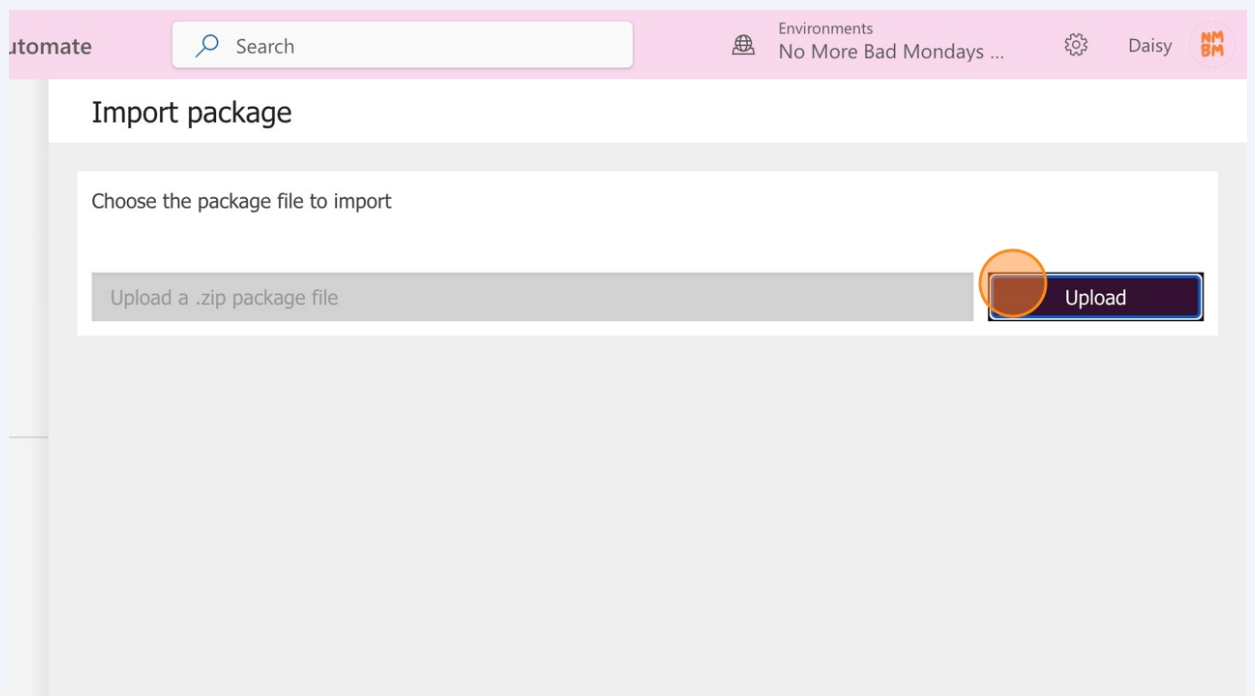 utomate
Search
Environments
No More Bad Mondays ...
Daisy
NM
BM
Import package
Choose the package file to import
Upload a .zip package file
Upload